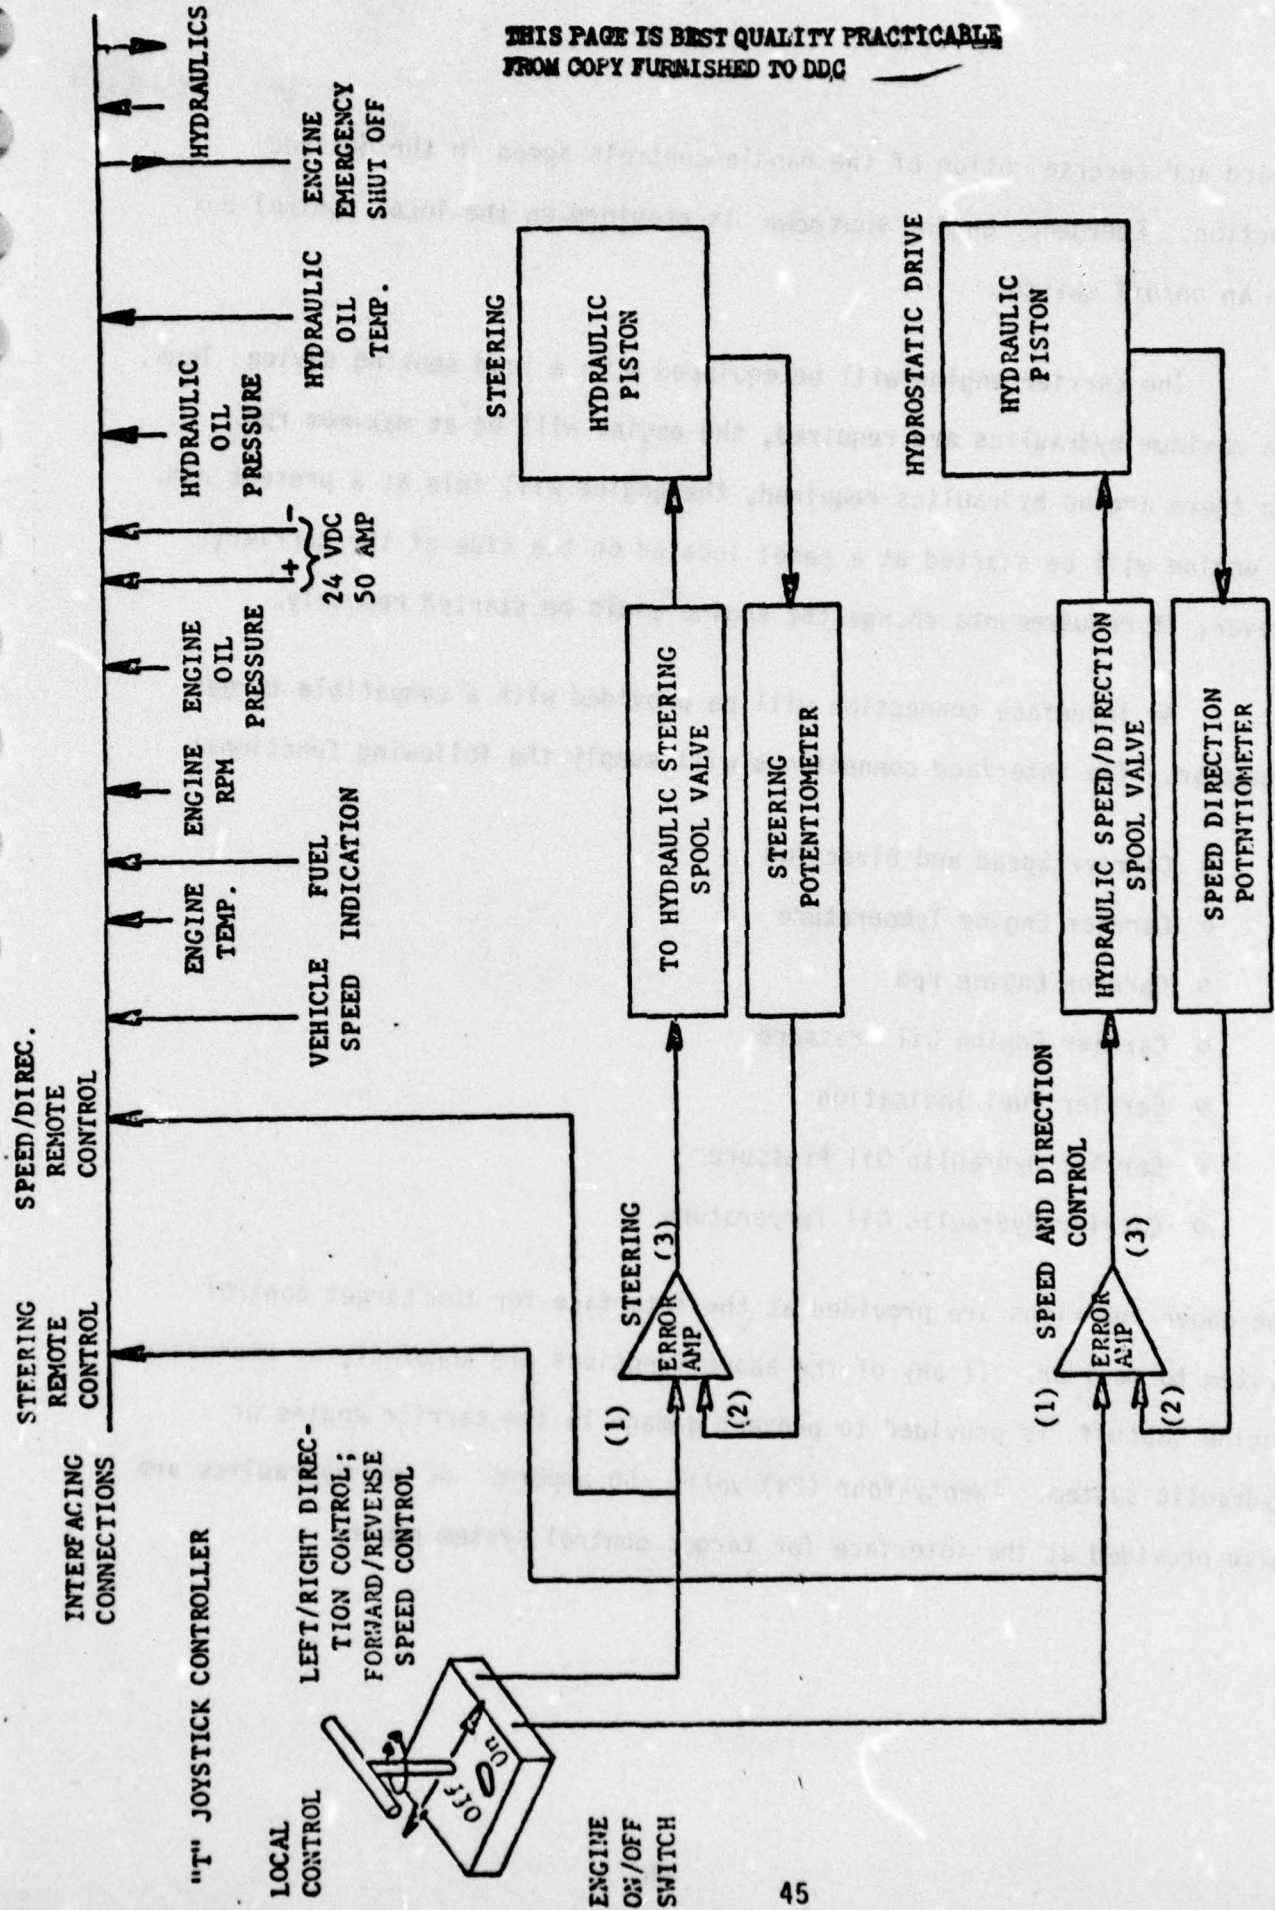 THIS PAGE IS BEST QUALITY PRACTICABLE
FROM COPY FURNISHED TO DDC
INTERFACING
CONNECTIONS
STEERING
REMOTE
CONTROL
SPEED/DIREC.
REMOTE
CONTROL
VEHICLE
SPEED
ENGINE
TEMP.
FUEL
INDICATION
ENGINE
RPM
ENGINE
OIL
PRESSURE
+ -
24 VDC
50 AMP
HYDRAULIC
OIL
PRESSURE
HYDRAULIC
OIL
TEMP.
ENGINE
EMERGENCY
SHUT OFF
HYDRAULICS
"T" JOYSTICK CONTROLLER
LOCAL
CONTROL
LEFT/RIGHT DIREC-
TION CONTROL;
FORWARD/REVERSE
SPEED CONTROL
Off
On
ENGINE
ON/OFF
SWITCH
STEERING
(1)
ERROR
AMP
(2)
(3)
TO HYDRAULIC STEERING
SPOOL VALVE
STEERING
POTENTIOMETER
STEERING
HYDRAULIC
PISTON
SPEED AND DIRECTION
CONTROL
(1)
ERROR
AMP
(2)
(3)
HYDRAULIC SPEED/DIRECTION
SPOOL VALVE
SPEED DIRECTION
POTENTIOMETER
HYDROSTATIC DRIVE
HYDRAULIC
PISTON
45